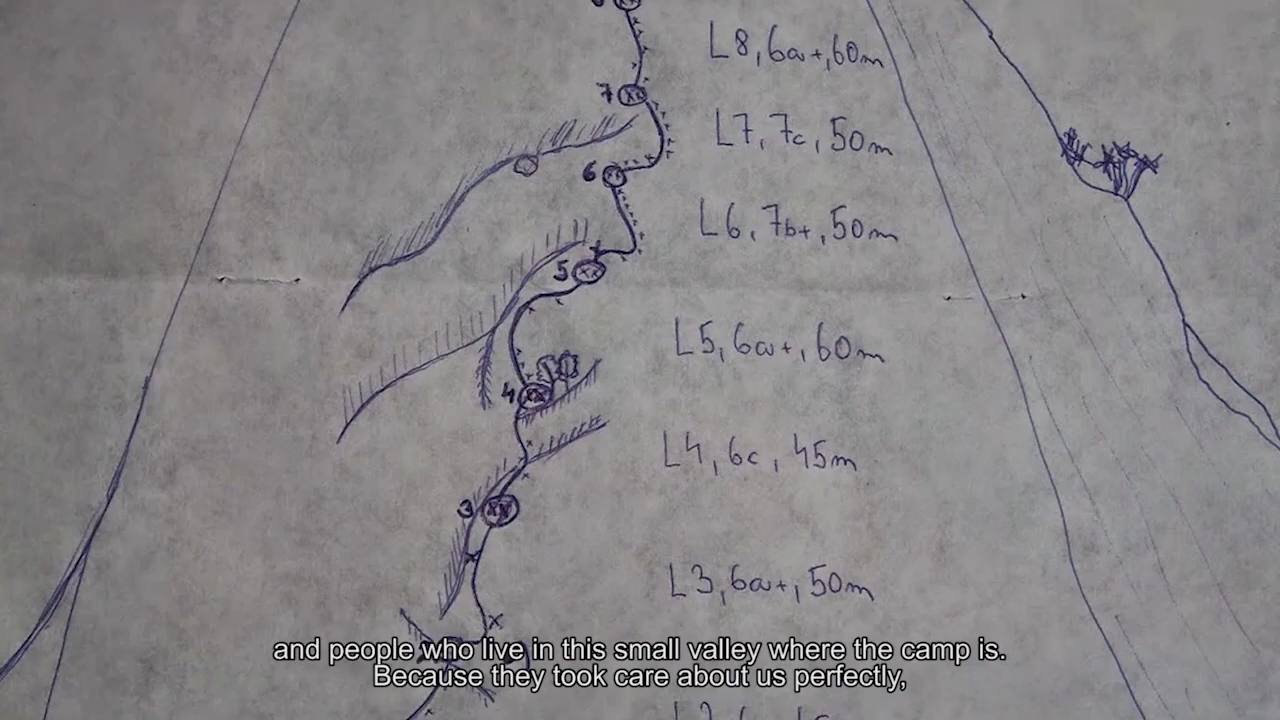 L8, 6a+, 60m
7
L7, 7c, 50m
6
L6, 7b+, 50m
5
L5, 6a+, 60m
4
L4, 6c, 45m
3
L3, 6a+, 50m
and people who live in this small valley where the camp is.
Because they took care about us perfectly,